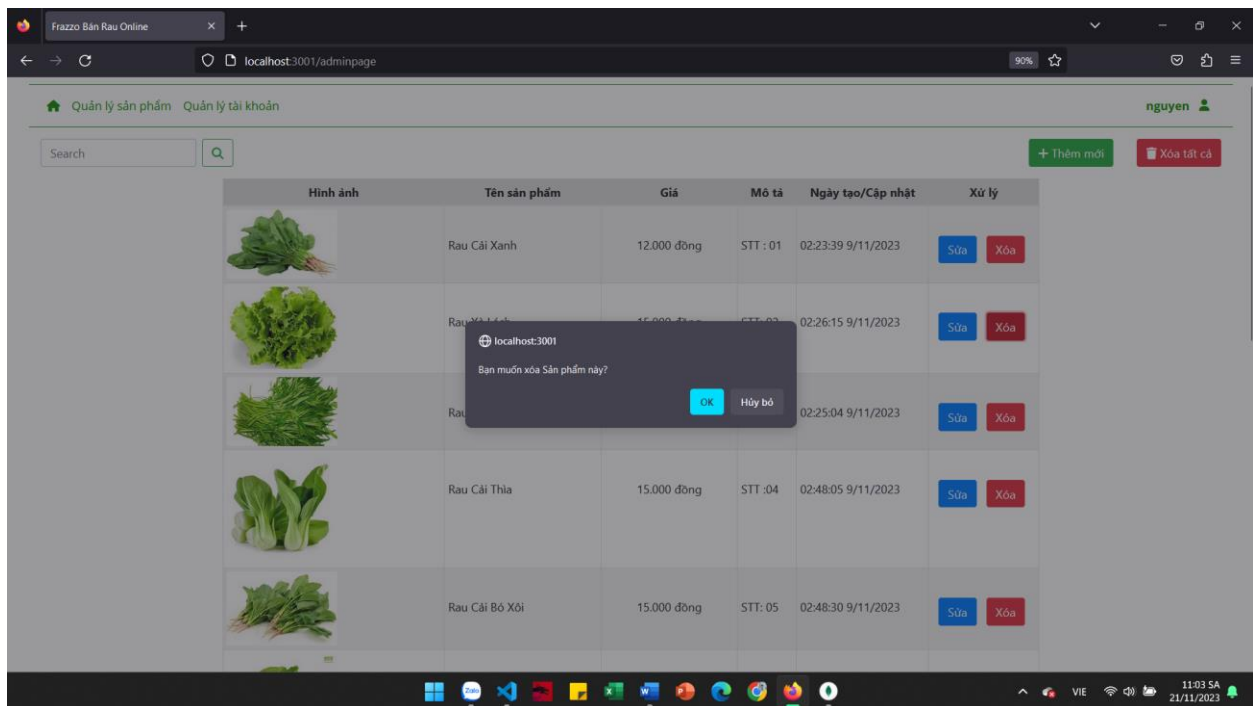 Frazzo Bán Rau Online
localhost:3001/adminpage
90%
Quản lý sản phẩm Quản lý tài khoản
nguyen
Search
+ Thêm mới
Xóa tất cả
Hình ảnh Tên sản phẩm Giá Mô tả Ngày tạo/Cập nhật Xử lý
Rau Cải Xanh 12.000 đồng STT : 01 02:23:39 9/11/2023 Sửa Xóa
Rau 02:26:15 9/11/2023 Sửa Xóa
localhost:3001
Bạn muốn xóa Sản phẩm này?
OK Hủy bỏ
Rau 02:25:04 9/11/2023 Sửa Xóa
Rau Cải Thìa 15.000 đồng STT :04 02:48:05 9/11/2023 Sửa Xóa
Rau Cải Bó Xôi 15.000 đồng STT: 05 02:48:30 9/11/2023 Sửa Xóa
Zalo
VIE
11:03 SA
21/11/2023